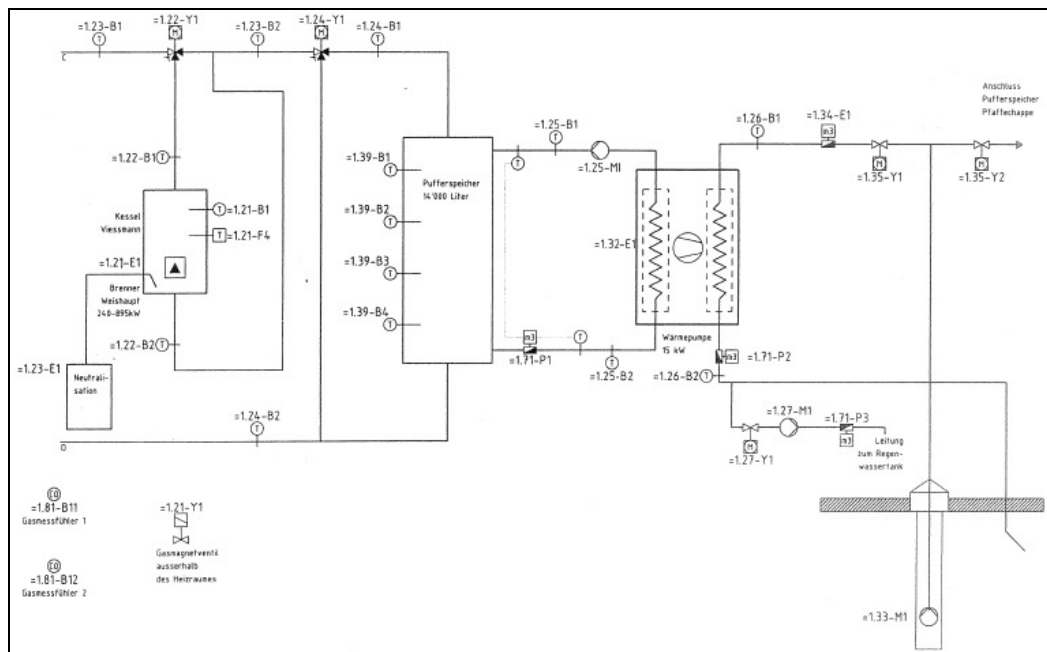 =1.23-B1
=1.22-Y1
=1.23-B2
=1.24-Y1
=1.24-B1
T
M
T
M
T
Anschluss
Pufferspeicher
Pfaffechappe
=1.25-B1
=1.26-B1
=1.34-E1
m3
T
T
T
=1.25-M1
M
M
=1.35-Y1
=1.35-Y2
=1.22-B1
T
=1.39-B1
T
Pufferspeicher
14'000 Liter
Kessel
Viessmann
T
=1.21-B1
T
=1.21-F4
=1.39-B2
T
=1.32-E1
=1.21-E1
=1.39-B3
T
Brenner
Weishaupt
240-895kW
=1.39-B4
T
=1.22-B2
T
m3
T
Wärmepumpe
15 kW
=1.71-P1
T
=1.25-B2
m3
=1.71-P2
=1.26-B2
T
=1.23-E1
Neutrali-
sation
=1.24-B2
T
=1.27-M1
=1.71-P3
M
m3
=1.27-Y1
Leitung
zum Regen-
wassertank
=1.81-B11
Gasmessfühler 1
=1.21-Y1
Gasmagnetventil
ausserhalb
des Heizraumes
=1.81-B12
Gasmessfühler 2
=1.33-M1